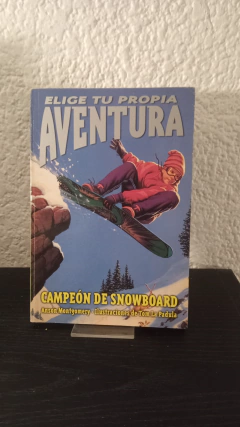 ELIGE TU PROPIA
AVENTURA
CAMPEÓN DE SNOWBOARD
Anson Montgomery Ilustraciones de Tom La Padula